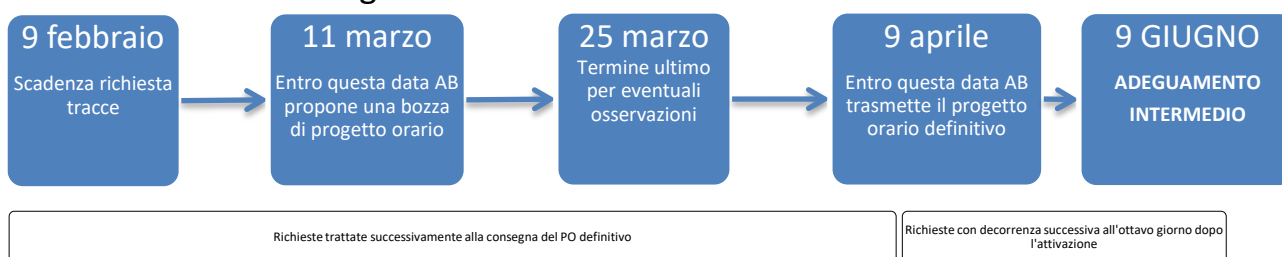 9 febbraio
Scadenza richiesta
tracce
11 marzo
Entro questa data AB
propone una bozza
di progetto orario
25 marzo
Termine ultimo
per eventuali
osservazioni
9 aprile
Entro questa data AB
trasmette il progetto
orario definitivo
9 GIUGNO
ADEGUAMENTO
INTERMEDIO
Richieste trattate successivamente alla consegna del PO definitivo
Richieste con decorrenza successiva all'ottavo giorno dopo
l'attivazione